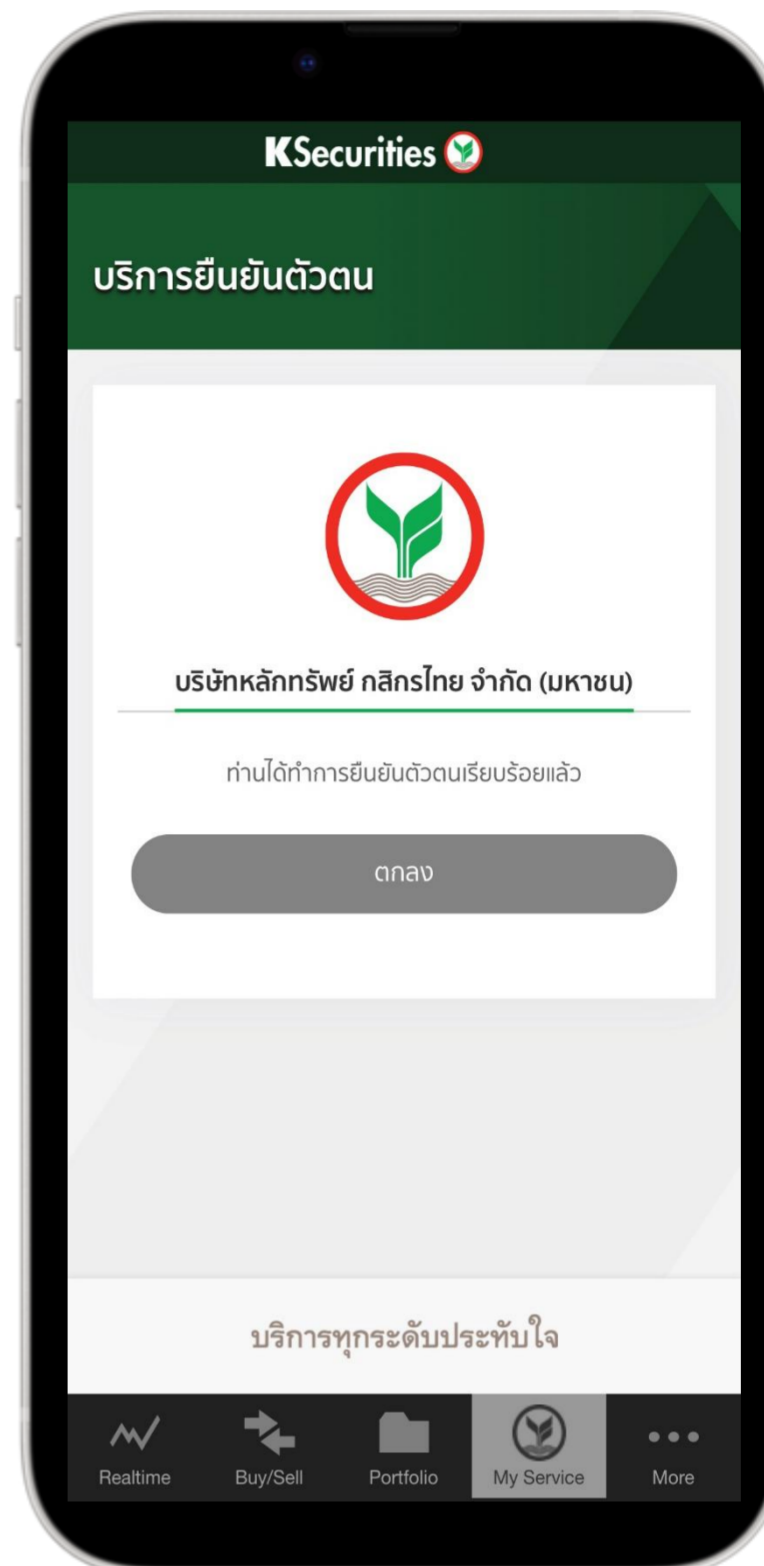 KSecurities
บริการยืนยันตัวตน
บริษัทหลักทรัพย์ กสิกรไทย จำกัด (มหาชน)
ท่านได้ทำการยืนยันตัวตนเรียบร้อยแล้ว
ตกลง
บริการทุกระดับประทับใจ
Realtime Buy/Sell Portfolio My Service More